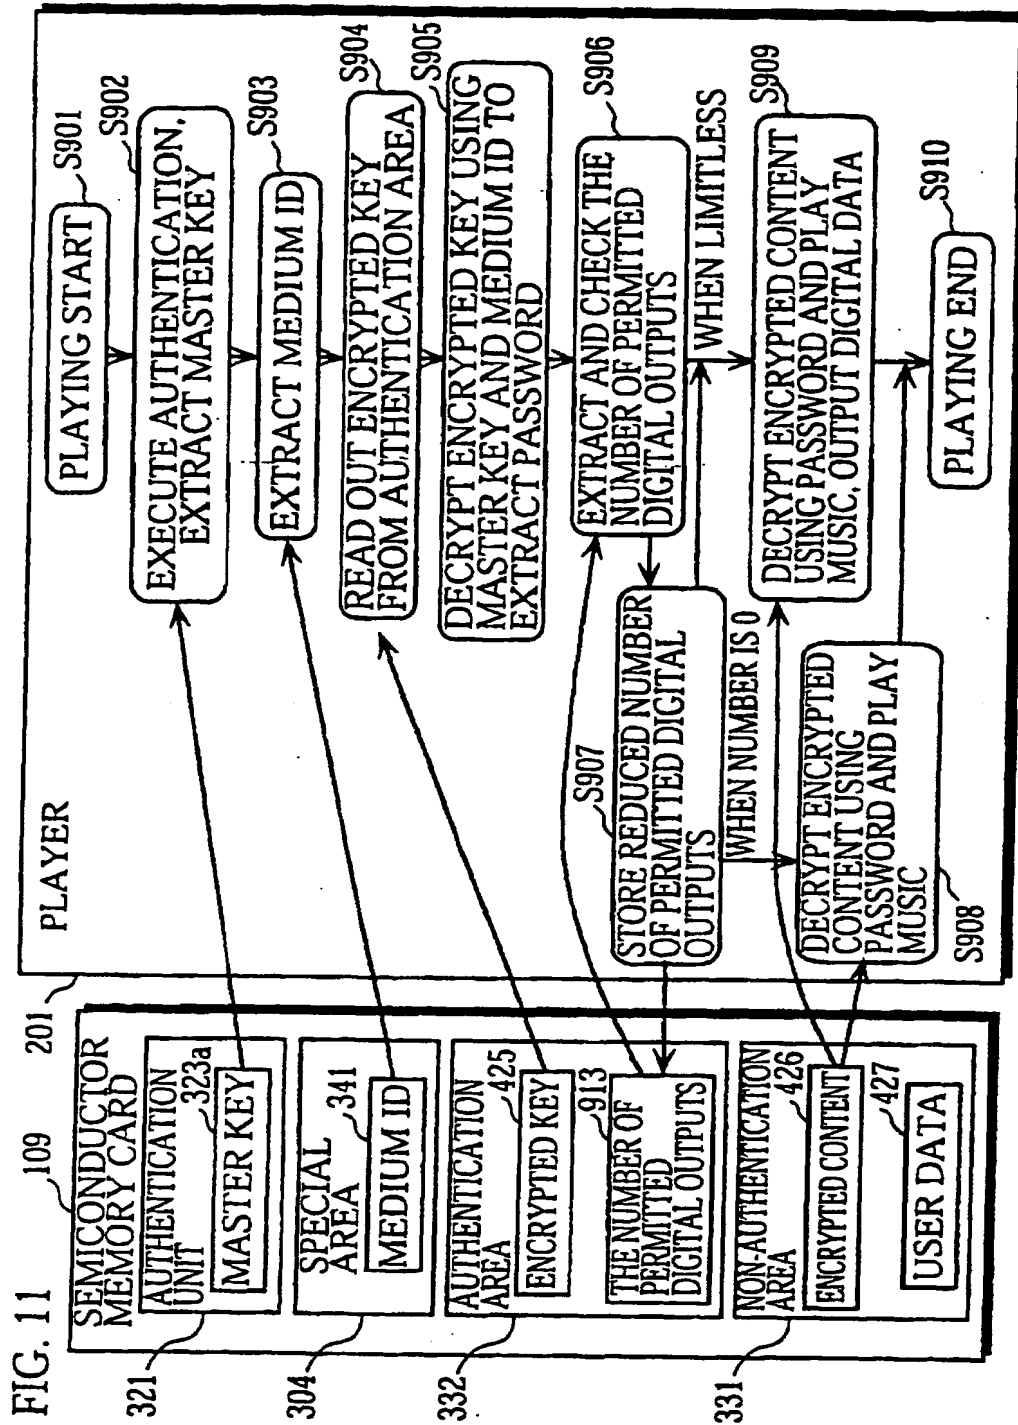 FIG. 11
109
SEMICONDUCTOR
MEMORY CARD
321
AUTHENTICATION
UNIT
323a
MASTER KEY
304
SPECIAL
AREA
341
MEDIUM ID
332
AUTHENTICATION
AREA
425
ENCRYPTED KEY
913
THE NUMBER OF
PERMITTED
DIGITAL OUTPUTS
331
NON-AUTHENTICATION
AREA
426
ENCRYPTED CONTENT
427
USER DATA
201
PLAYER
PLAYING START
S901
EXECUTE AUTHENTICATION,
EXTRACT MASTER KEY
S902
EXTRACT MEDIUM ID
S903
READ OUT ENCRYPTED KEY
FROM AUTHENTICATION AREA
S904
DECRYPT ENCRYPTED KEY USING
MASTER KEY AND MEDIUM ID TO
EXTRACT PASSWORD
S905
EXTRACT AND CHECK THE
NUMBER OF PERMITTED
DIGITAL OUTPUTS
S906
WHEN LIMITLESS
S907
STORE REDUCED NUMBER
OF PERMITTED DIGITAL
OUTPUTS
WHEN NUMBER IS 0
DECRYPT ENCRYPTED
CONTENT USING
PASSWORD AND PLAY
MUSIC
S908
DECRYPT ENCRYPTED CONTENT
USING PASSWORD AND PLAY
MUSIC, OUTPUT DIGITAL DATA
S909
PLAYING END
S910